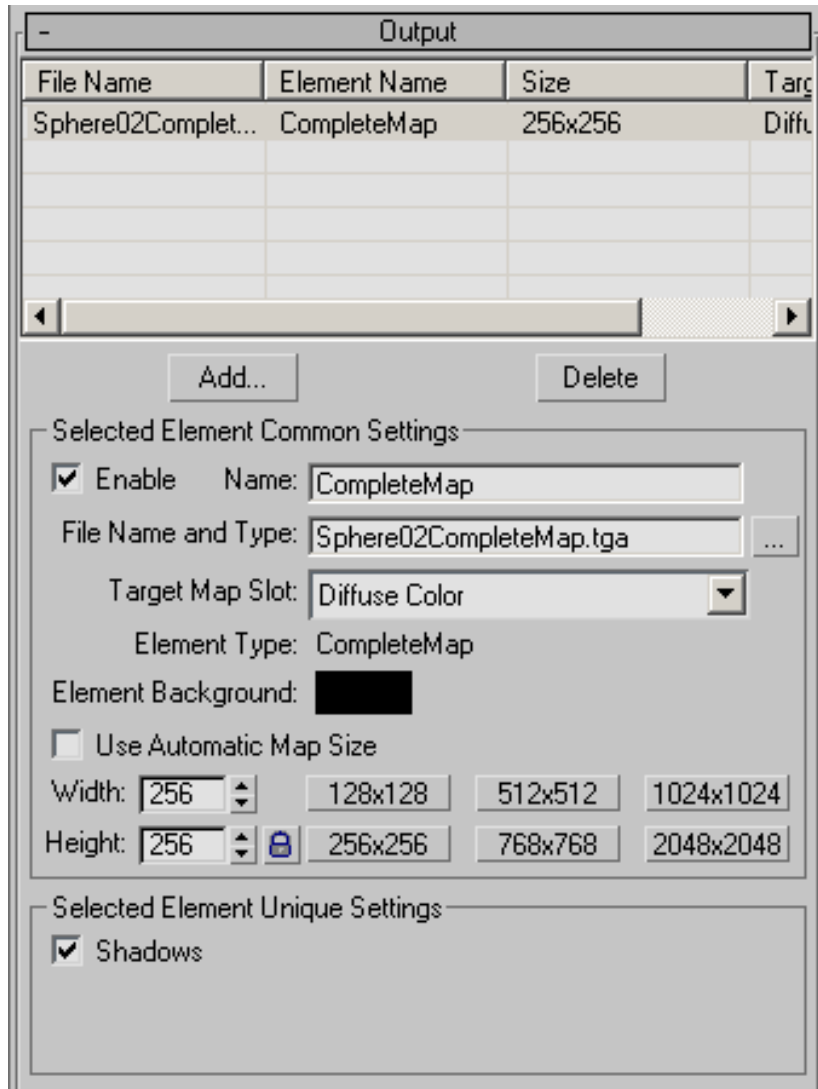 - Output
File Name Element Name Size Targ
Sphere02Complet... CompleteMap 256x256 Diffu
Add... Delete
Selected Element Common Settings
Enable Name: CompleteMap
File Name and Type: Sphere02CompleteMap.tga ...
Target Map Slot: Diffuse Color
Element Type: CompleteMap
Element Background:
Use Automatic Map Size
Width: 256 128x128 512x512 1024x1024
Height: 256 256x256 768x768 2048x2048
Selected Element Unique Settings
Shadows